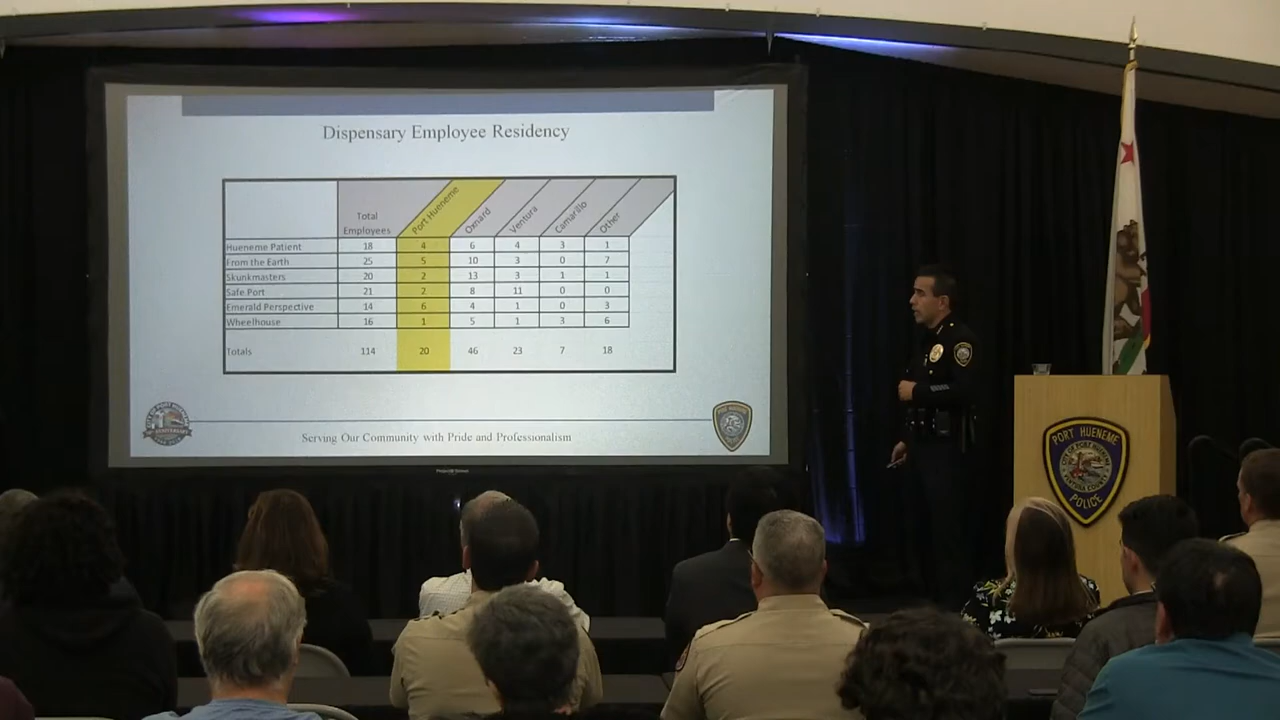 Dispensary Employee Residency
Total Employees Port Hueneme Oxnard Ventura Camarillo Other
Hueneme Patient 18 4 6 4 3 1
From the Earth 25 5 10 3 0 7
Skunkmasters 20 2 13 3 1 1
Safe Port 21 2 8 11 0 0
Emerald Perspective 14 6 4 1 0 3
Wheelhouse 16 1 5 1 3 6
Totals 114 20 46 23 7 18
Serving Our Community with Pride and Professionalism
PORT HUENEME
POLICE